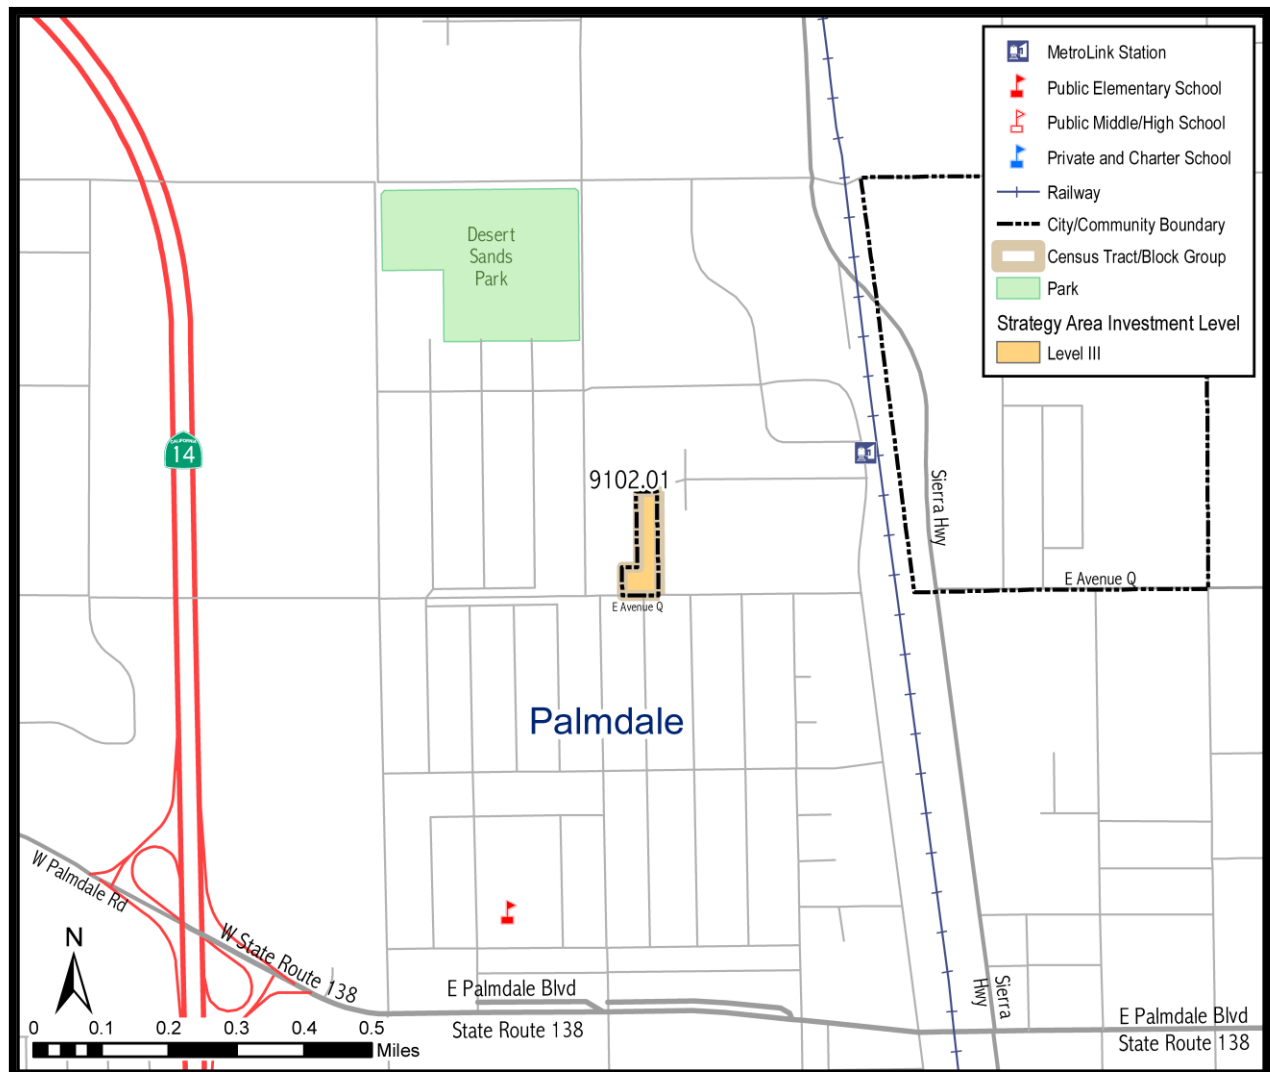 MetroLink Station
Public Elementary School
Public Middle/High School
Private and Charter School
Railway
City/Community Boundary
Census Tract/Block Group
Park
Strategy Area Investment Level
Level III
Desert
Sands
Park
CALIFORNIA
14
9102.01
Sierra Hwy
E Avenue Q
E Avenue Q
Palmdale
W Palmdale Rd
W State Route 138
N
E Palmdale Blvd
State Route 138
Sierra
Hwy
E Palmdale Blvd
State Route 138
0 0.1 0.2 0.3 0.4 0.5
Miles